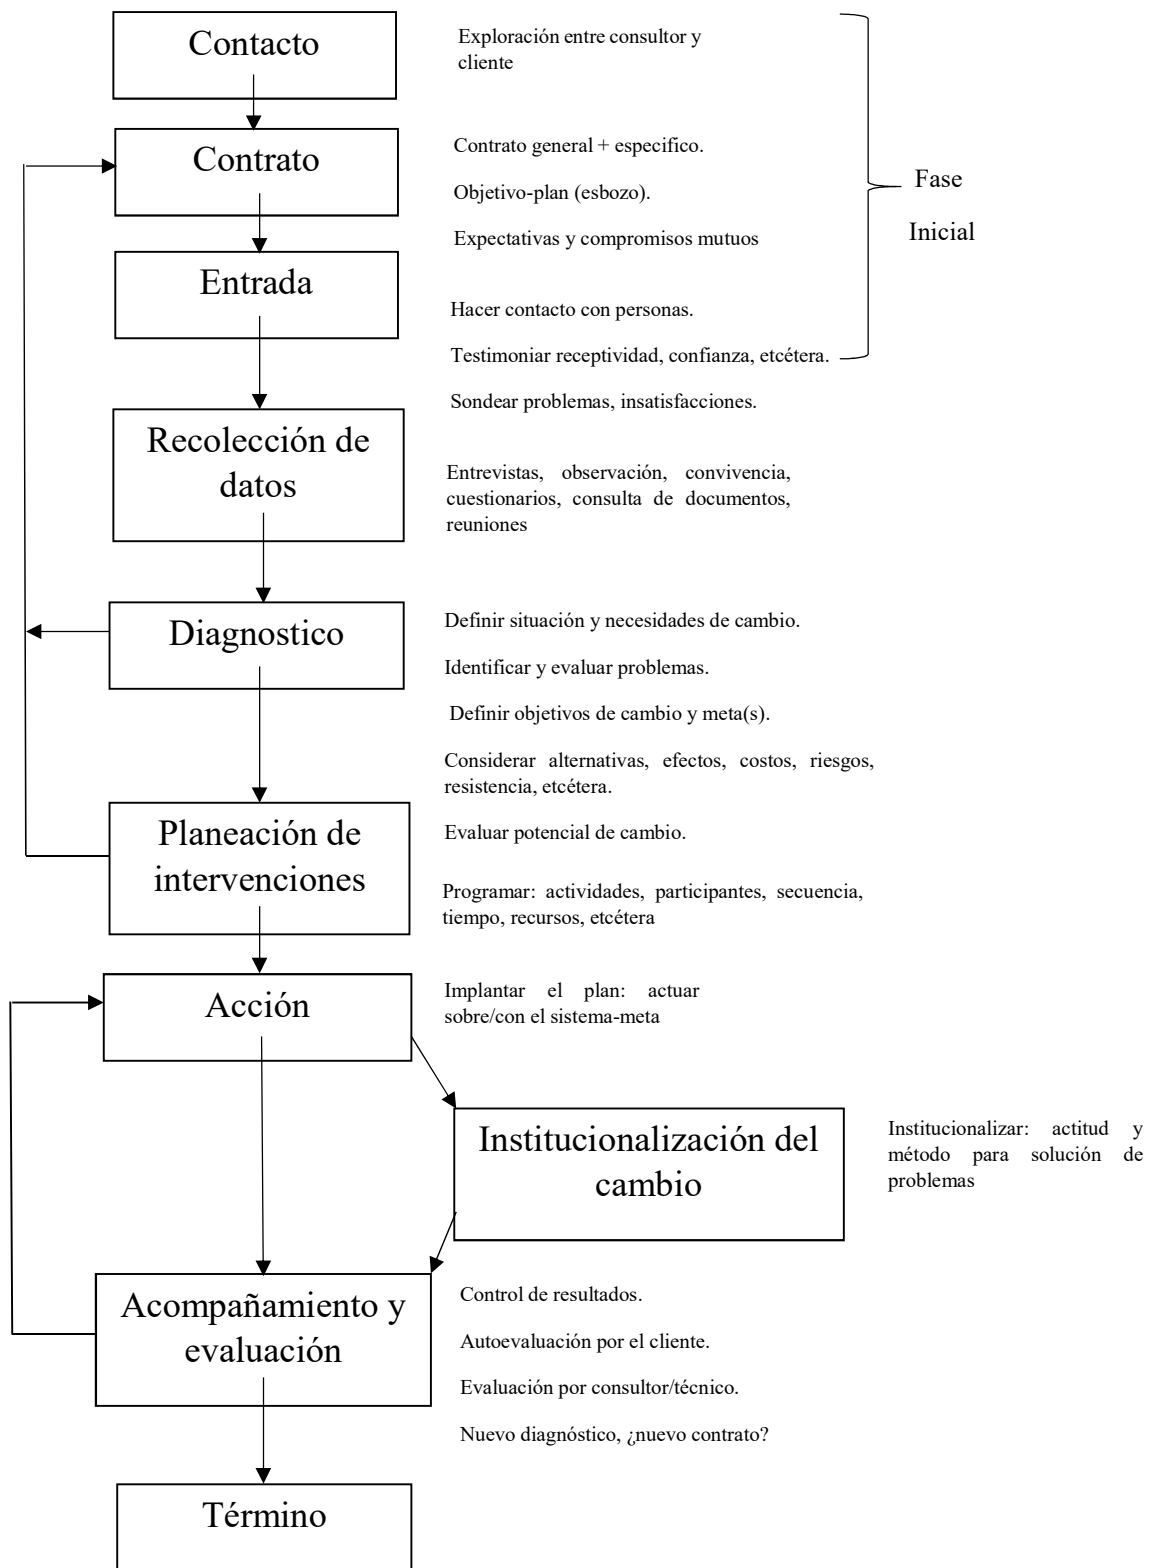 Contacto
Exploración entre consultor y
cliente
Contrato
Contrato general + especifico.
Objetivo-plan (esbozo).
Expectativas y compromisos mutuos
Fase
Inicial
Entrada
Hacer contacto con personas.
Testimoniar receptividad, confianza, etcétera.
Sondear problemas, insatisfacciones.
Recolección de
datos
Entrevistas, observación, convivencia,
cuestionarios, consulta de documentos,
reuniones
Diagnostico
Definir situación y necesidades de cambio.
Identificar y evaluar problemas.
Definir objetivos de cambio y meta(s).
Considerar alternativas, efectos, costos, riesgos,
resistencia, etcétera.
Planeación de
intervenciones
Evaluar potencial de cambio.
Programar: actividades, participantes, secuencia,
tiempo, recursos, etcétera
Acción
Implantar el plan: actuar
sobre/con el sistema-meta
Institucionalización del
cambio
Institucionalizar: actitud y
método para solución de
problemas
Acompañamiento y
evaluación
Control de resultados.
Autoevaluación por el cliente.
Evaluación por consultor/técnico.
Nuevo diagnóstico, ¿nuevo contrato?
Término